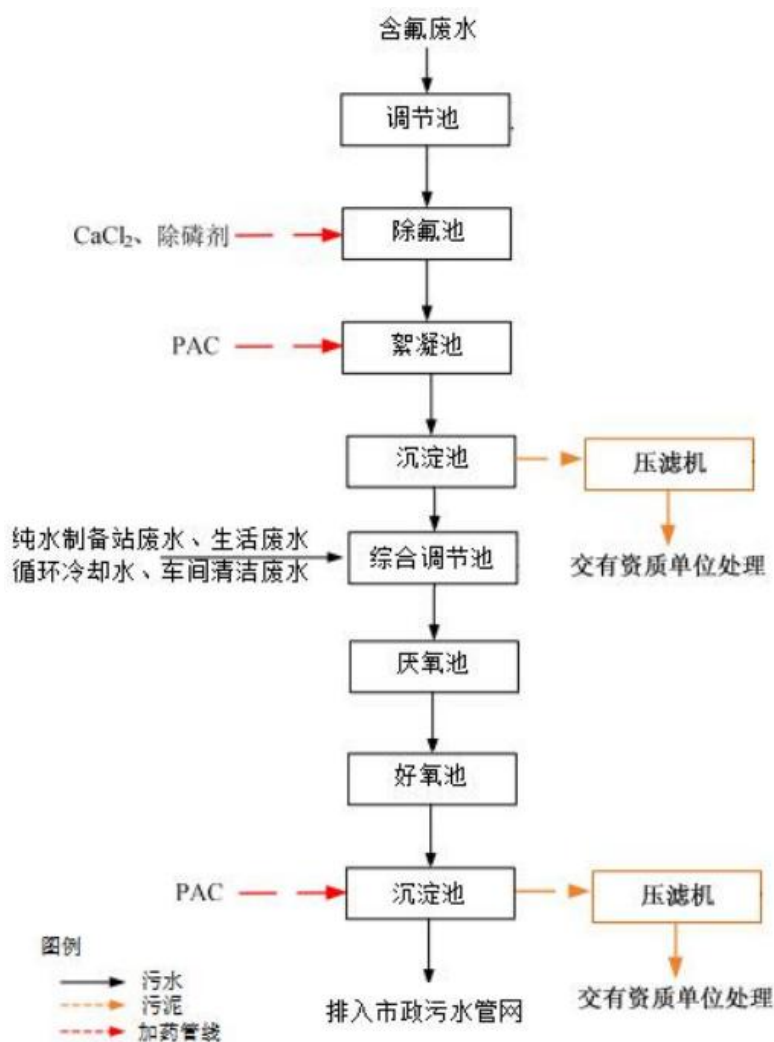 含氟废水
调节池
CaCl₂、除磷剂
除氟池
PAC
絮凝池
沉淀池
压滤机
纯水制备站废水、生活废水
循环冷却水、车间清洁废水
综合调节池
交有资质单位处理
厌氧池
好氧池
PAC
沉淀池
压滤机
图例
污水
污泥
加药管线
排入市政污水管网
交有资质单位处理